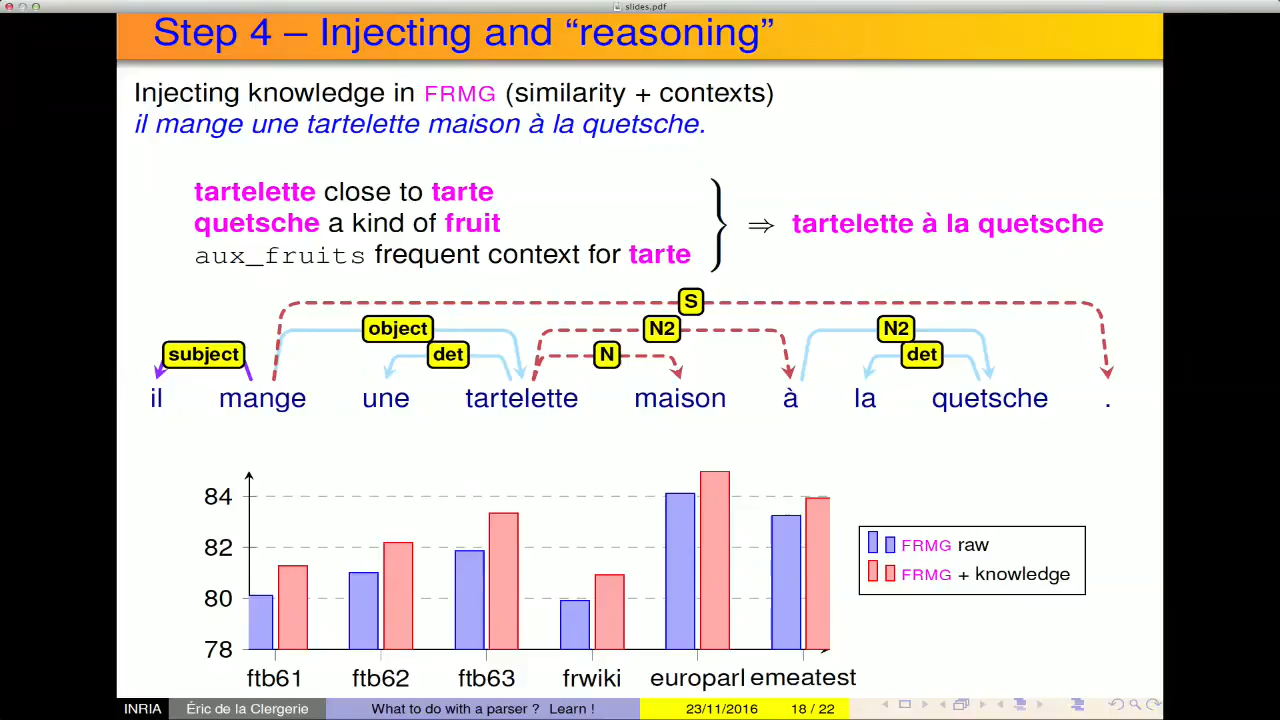 slides.pdf
Step 4 – Injecting and “reasoning”
Injecting knowledge in FRMG (similarity + contexts)
il mange une tartelette maison à la quetsche.
tartelette close to tarte
quetsche a kind of fruit
aux_fruits frequent context for tarte
⇒ tartelette à la quetsche
S
object N2 N2
subject det N det
il mange une tartelette maison à la quetsche .
84
82
80
78
ftb61 ftb62 ftb63 frwiki europarl emeatest
FRMG raw
FRMG + knowledge
INRIA Éric de la Clergerie What to do with a parser ? Learn ! 23/11/2016 18 / 22